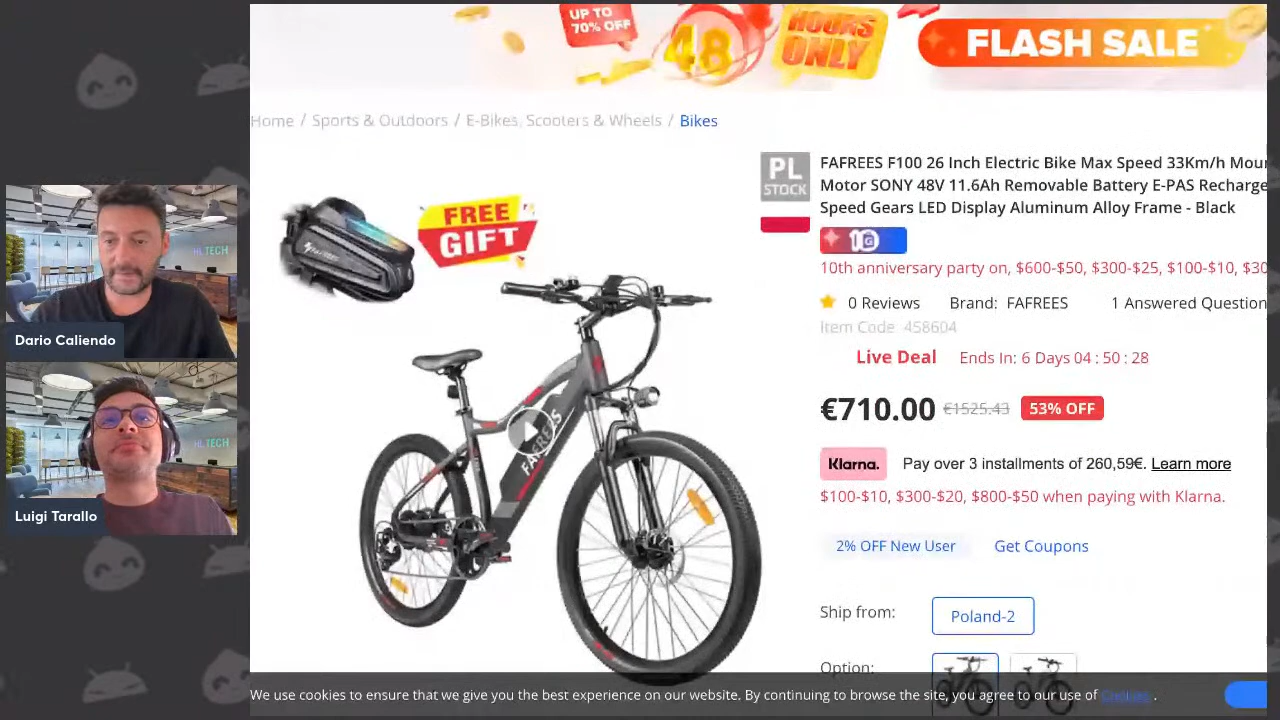 UP TO
70% OFF
48
HOURS
ONLY
FLASH SALE
Home / Sports & Outdoors / E-Bikes, Scooters & Wheels / Bikes
PL
STOCK
FAFREES F100 26 Inch Electric Bike Max Speed 33Km/h Moun
Motor SONY 48V 11.6Ah Removable Battery E-PAS Recharge
Speed Gears LED Display Aluminum Alloy Frame - Black
10th anniversary party on, $600-$50, $300-$25, $100-$10, $30
0 Reviews Brand: FAFREES 1 Answered Question
Item Code 458604
Live Deal Ends In: 6 Days 04 : 50 : 28
€710.00 €1525.43 53% OFF
Klarna. Pay over 3 installments of 260,59€. Learn more
$100-$10, $300-$20, $800-$50 when paying with Klarna.
2% OFF New User Get Coupons
Ship from: Poland-2
Option:
FREE
GIFT
FAFREES
HL TECH
Dario Caliendo
HL TECH
Luigi Tarallo
We use cookies to ensure that we give you the best experience on our website. By continuing to browse the site, you agree to our use of Cookies .